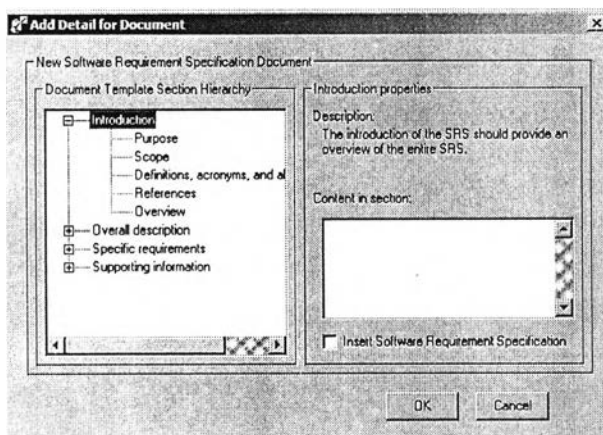 Add Detail for Document
New Software Requirement Specification Document
Document Template Section Hierarchy
Introduction
Purpose
Scope
Definitions, acronyms, and al
References
Overview
Overall description
Specific requirements
Supporting information
Introduction properties
Description:
The introduction of the SRS should provide an
overview of the entire SRS.
Content in section:
Insert Software Requirement Specification
OK
Cancel